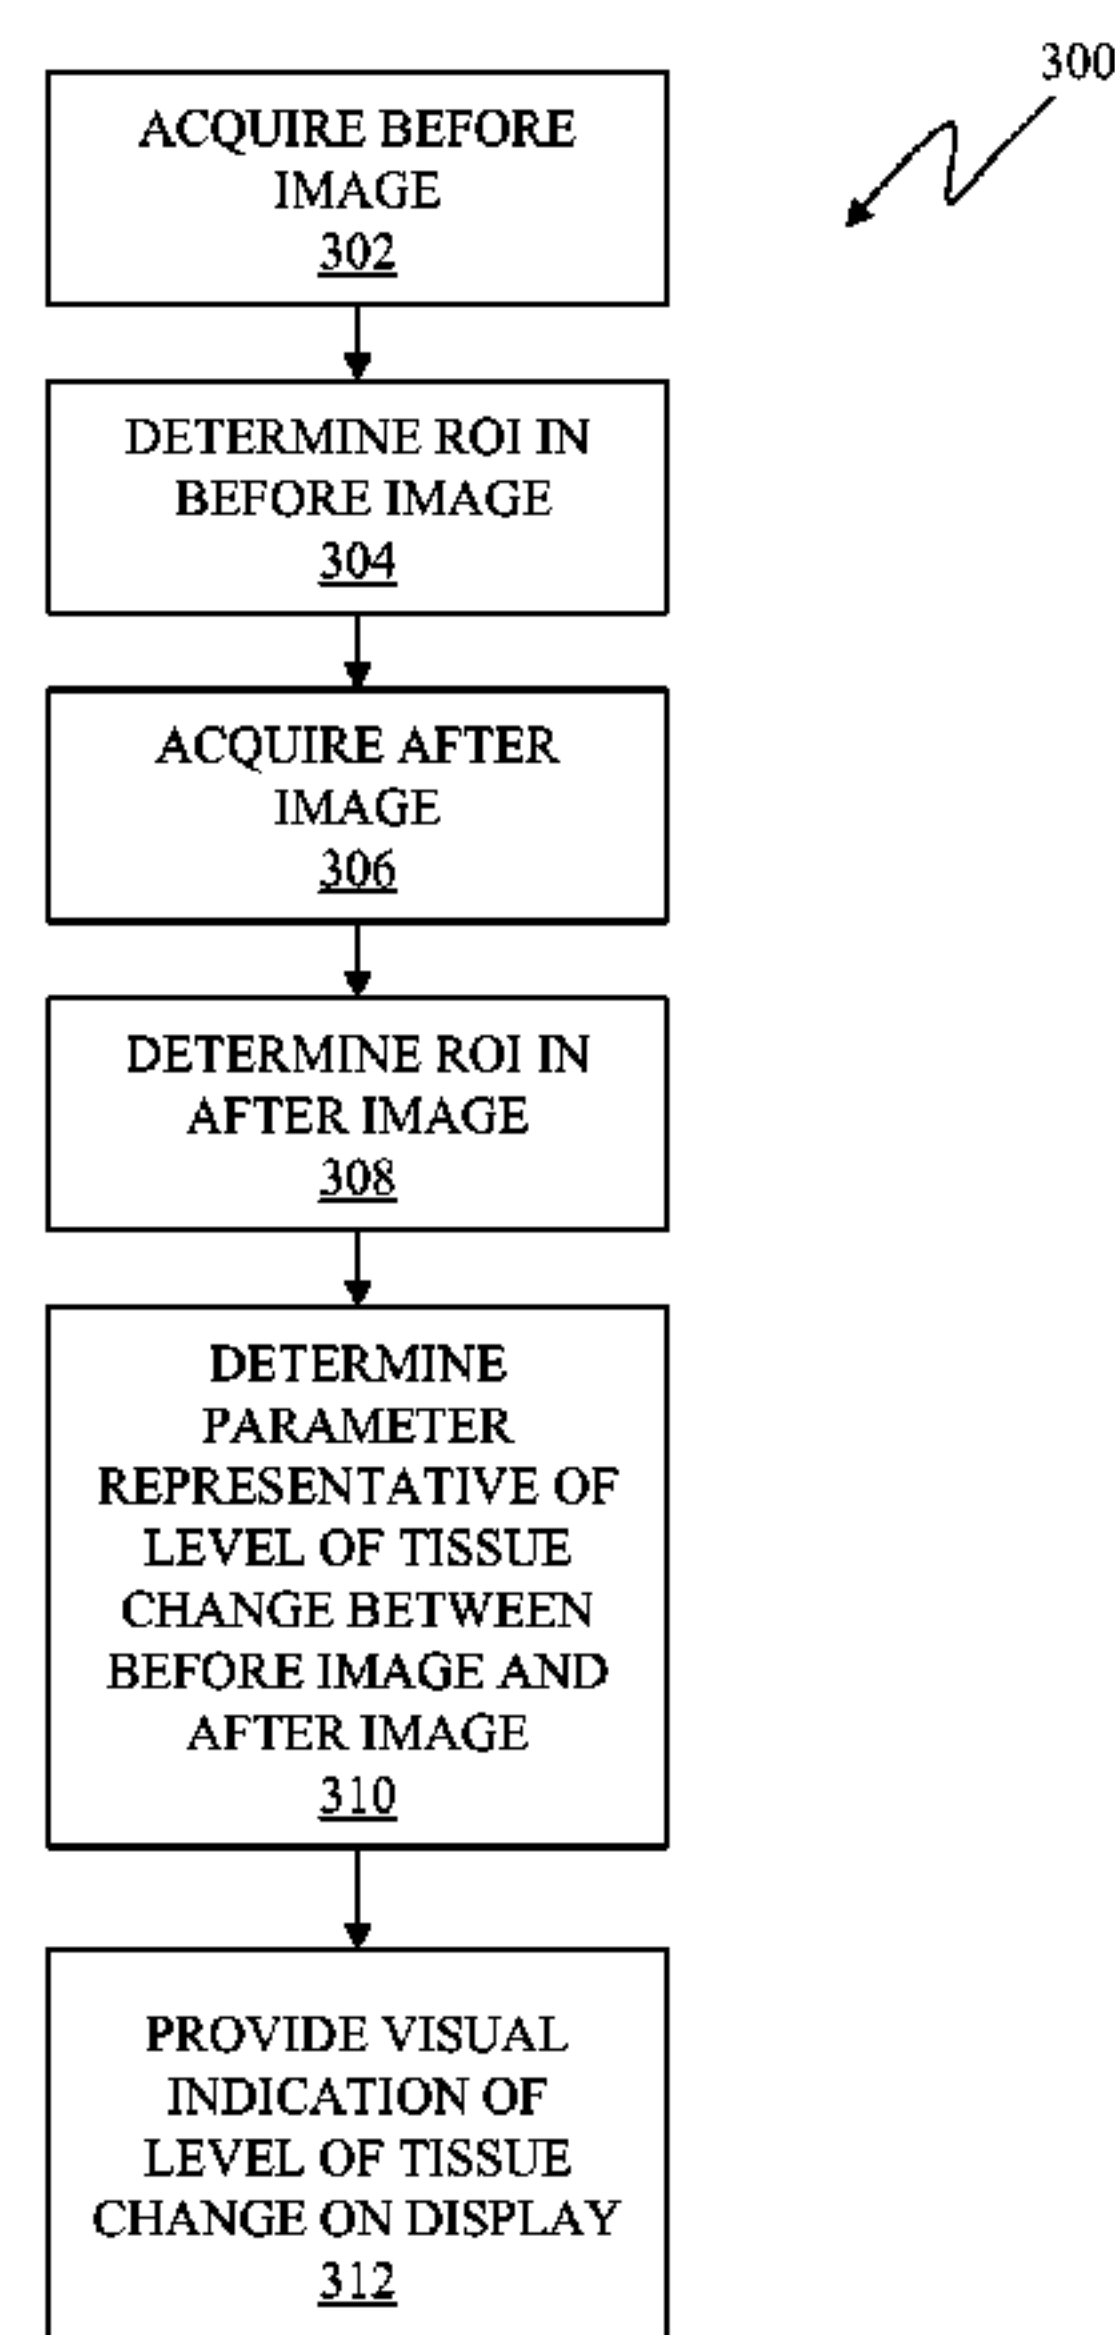 300
ACQUIRE BEFORE
IMAGE
302
DETERMINE ROI IN
BEFORE IMAGE
304
ACQUIRE AFTER
IMAGE
306
DETERMINE ROI IN
AFTER IMAGE
308
DETERMINE
PARAMETER
REPRESENTATIVE OF
LEVEL OF TISSUE
CHANGE BETWEEN
BEFORE IMAGE AND
AFTER IMAGE
310
PROVIDE VISUAL
INDICATION OF
LEVEL OF TISSUE
CHANGE ON DISPLAY
312